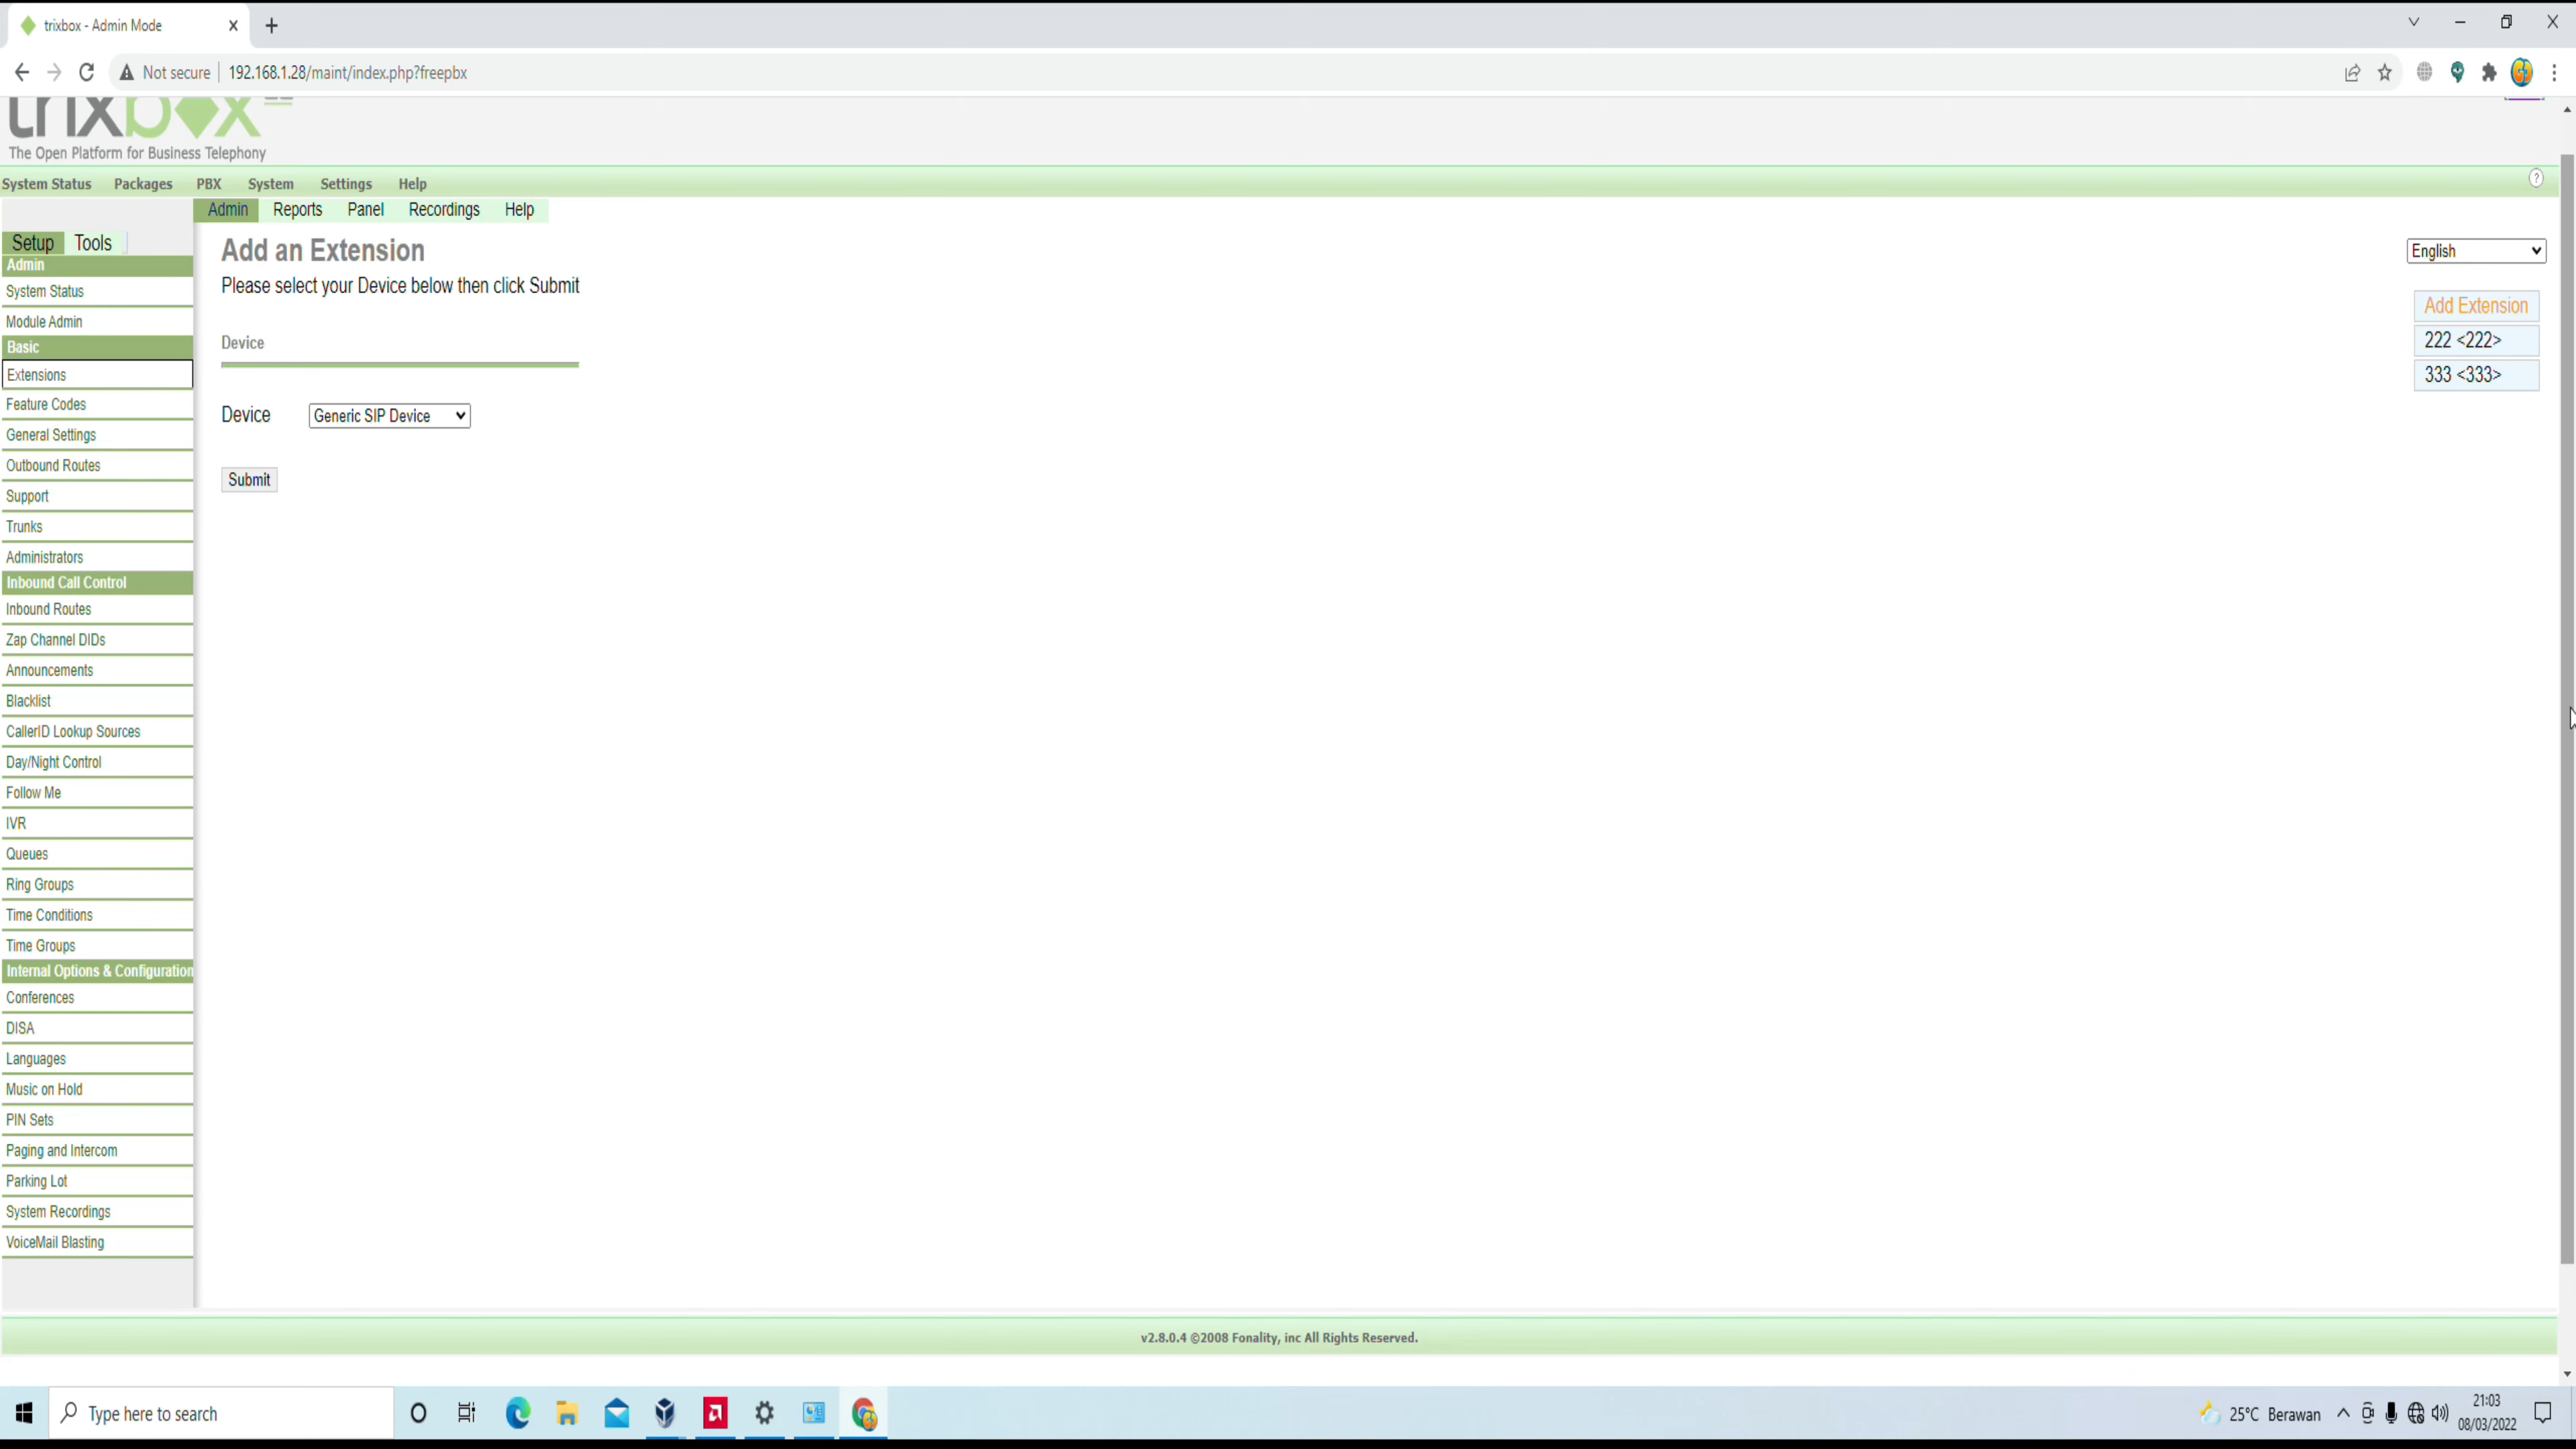 trixbox - Admin Mode
Not secure
192.168.1.28/maint/index.php?freepbx
trixbox
The Open Platform for Business Telephony
System Status Packages PBX System Settings Help
?
Admin Reports Panel Recordings Help
Setup Tools
Admin
System Status
Module Admin
Basic
Extensions
Feature Codes
General Settings
Outbound Routes
Support
Trunks
Administrators
Inbound Call Control
Inbound Routes
Zap Channel DIDs
Announcements
Blacklist
CallerID Lookup Sources
Day/Night Control
Follow Me
IVR
Queues
Ring Groups
Time Conditions
Time Groups
Internal Options & Configuration
Conferences
DISA
Languages
Music on Hold
PIN Sets
Paging and Intercom
Parking Lot
System Recordings
VoiceMail Blasting
Add an Extension
Please select your Device below then click Submit
Device
Device Generic SIP Device
Submit
English
Add Extension
222 <222>
333 <333>
v2.8.0.4 ©2008 Fonality, inc All Rights Reserved.
Type here to search
25°C Berawan
21:03
08/03/2022